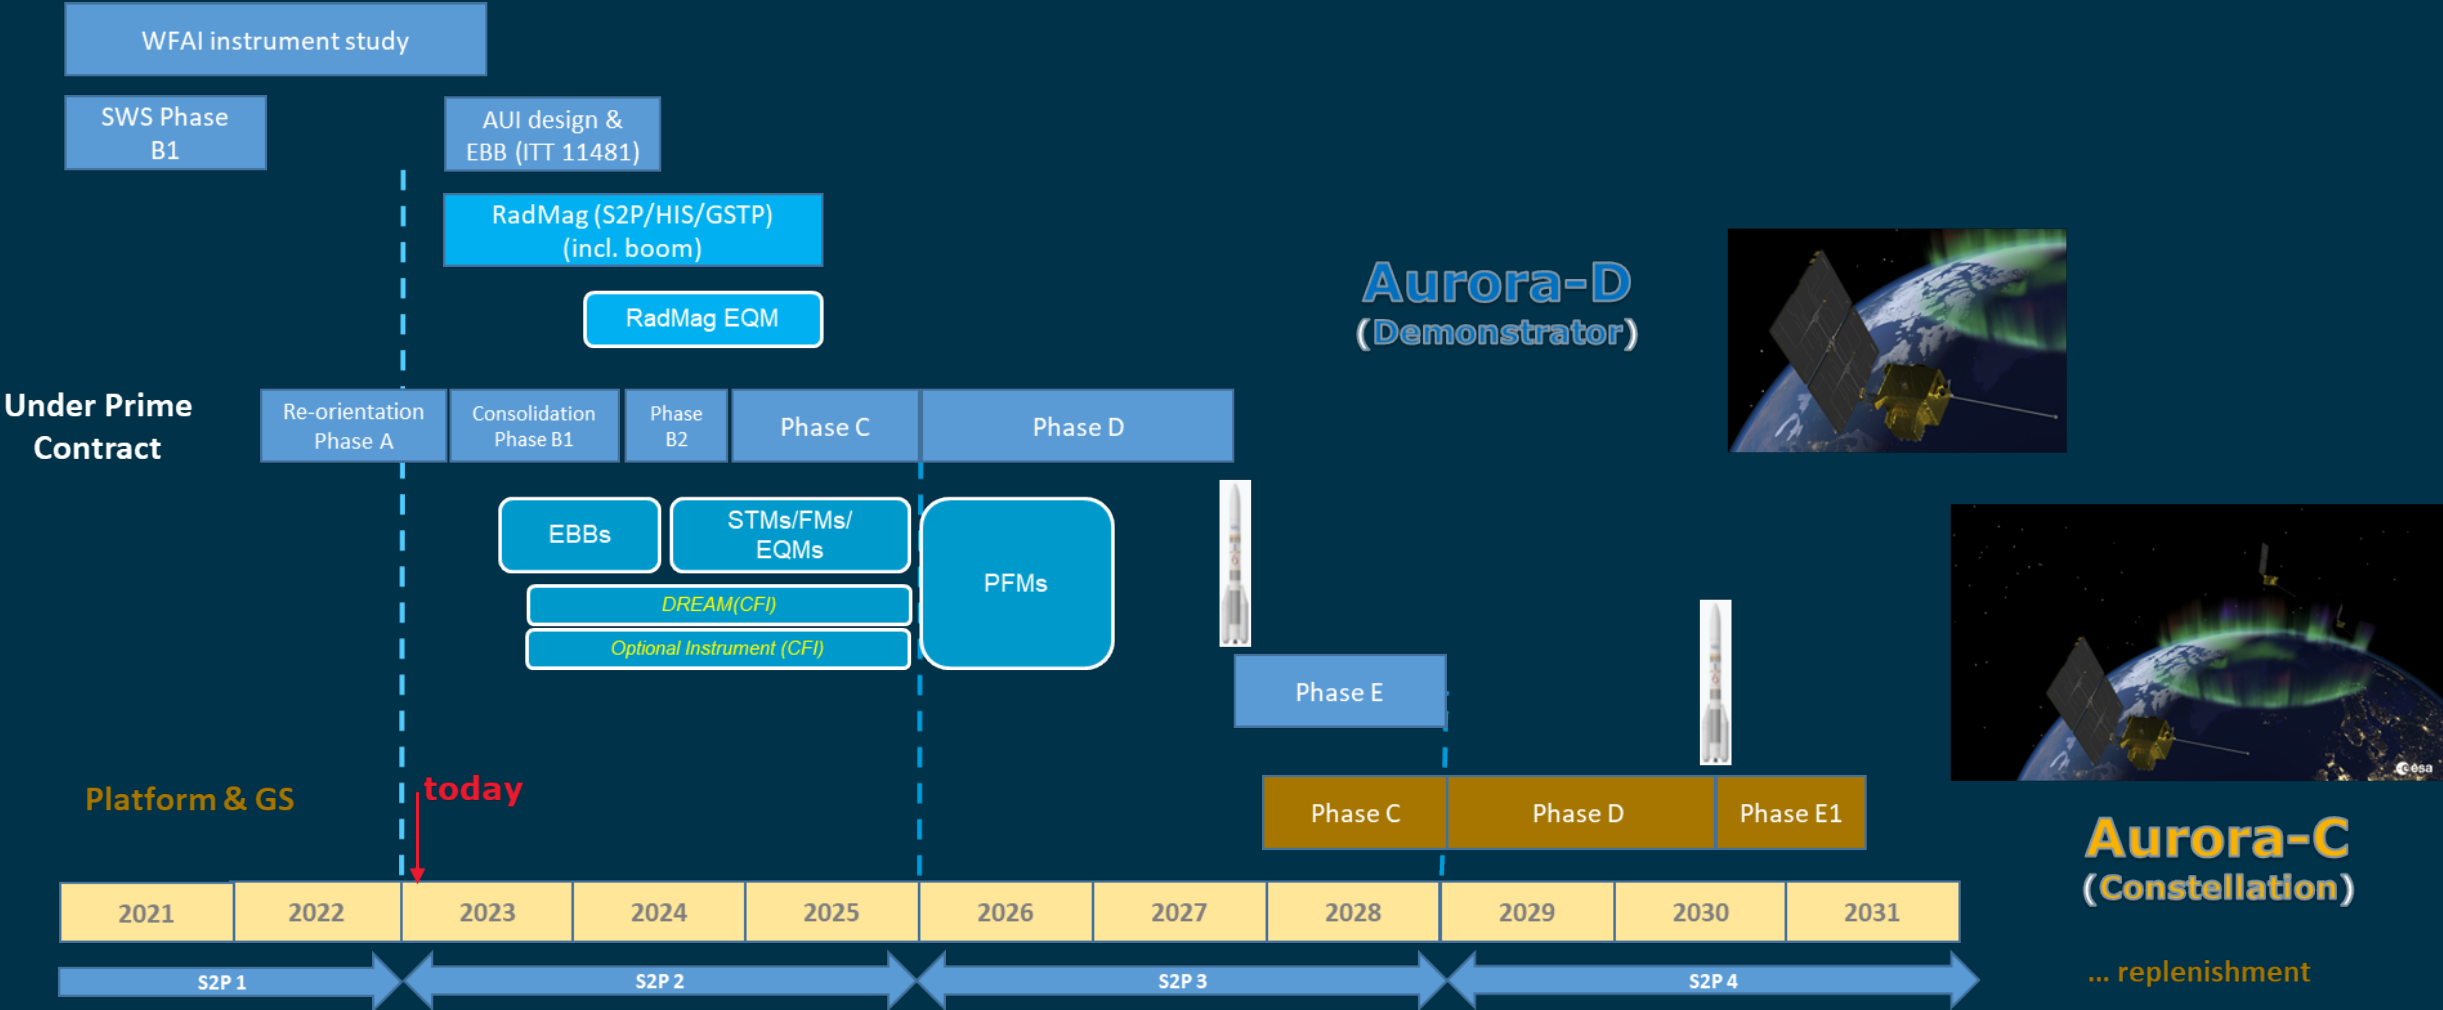 WFAI instrument study
SWS Phase
B1
AUI design &
EBB (ITT 11481)
RadMag (S2P/HIS/GSTP)
(incl. boom)
RadMag EQM
Aurora-D
(Demonstrator)
Under Prime
Contract
Re-orientation
Phase A
Consolidation
Phase B1
Phase
B2
Phase C
Phase D
EBBs
STMs/FMs/
EQMs
PFMs
DREAM(CFI)
Optional Instrument (CFI)
Phase E
Platform & GS
today
Phase C
Phase D
Phase E1
esa
Aurora-C
(Constellation)
2021
2022
2023
2024
2025
2026
2027
2028
2029
2030
2031
S2P 1
S2P 2
S2P 3
S2P 4
... replenishment